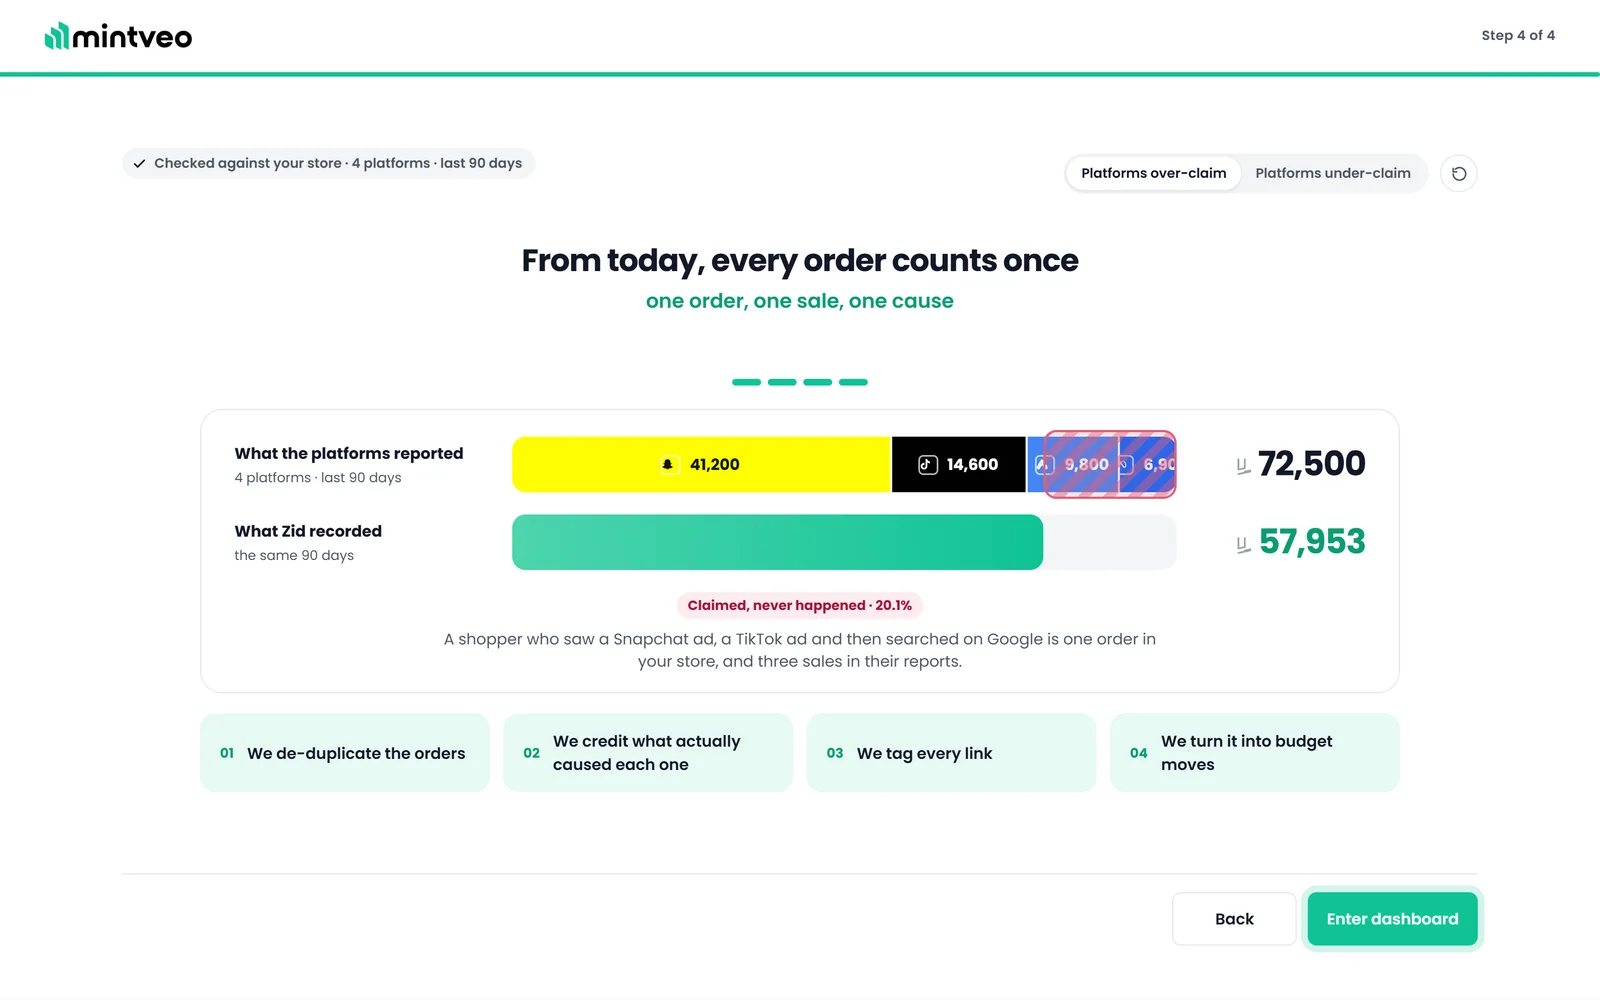 mintveo
Step 4 of 4
Checked against your store · 4 platforms · last 90 days
Platforms over-claim
Platforms under-claim
From today, every order counts once
one order, one sale, one cause
What the platforms reported
4 platforms · last 90 days
41,200
14,600
9,800
6,90
72,500
What Zid recorded
the same 90 days
57,953
Claimed, never happened · 20.1%
A shopper who saw a Snapchat ad, a TikTok ad and then searched on Google is one order in
your store, and three sales in their reports.
01 We de-duplicate the orders
02 We credit what actually
caused each one
03 We tag every link
04 We turn it into budget
moves
Back
Enter dashboard